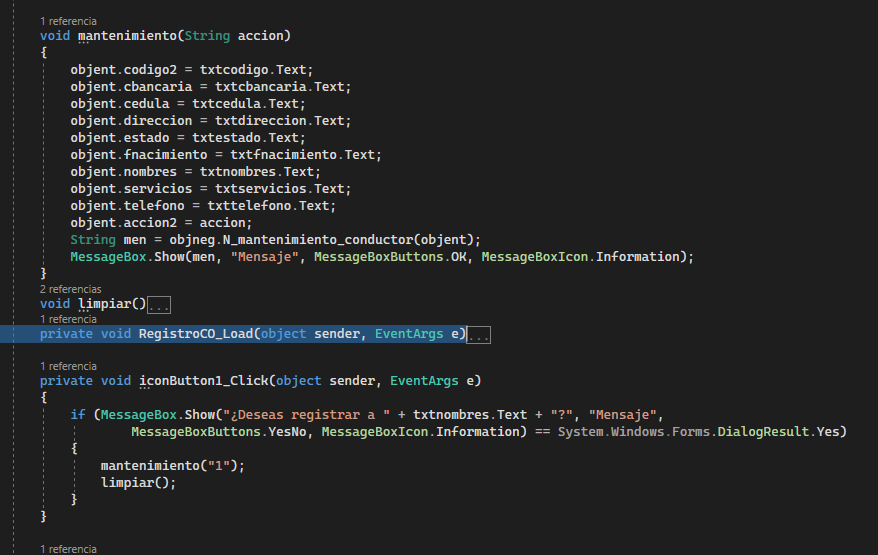 1 referencia
void mantenimiento(String accion)
{
objent.codigo2 = txtcodigo.Text;
objent.cbancaria = txtcbancaria.Text;
objent.cedula = txtcedula.Text;
objent.direccion = txtdireccion.Text;
objent.estado = txtestado.Text;
objent.fnacimiento = txtfnacimiento.Text;
objent.nombres = txtnombres.Text;
objent.servicios = txtservicios.Text;
objent.telefono = txttelefono.Text;
objent.accion2 = accion;
String men = objneg.N_mantenimiento_conductor(objent);
MessageBox.Show(men, "Mensaje", MessageBoxButtons.OK, MessageBoxIcon.Information);
}
2 referencias
void limpiar()...
1 referencia
private void RegistroCO_Load(object sender, EventArgs e)...
1 referencia
private void iconButton1_Click(object sender, EventArgs e)
{
if (MessageBox.Show("¿Deseas registrar a " + txtnombres.Text + "?", "Mensaje",
MessageBoxButtons.YesNo, MessageBoxIcon.Information) == System.Windows.Forms.DialogResult.Yes)
{
mantenimiento("1");
limpiar();
}
}
1 referencia